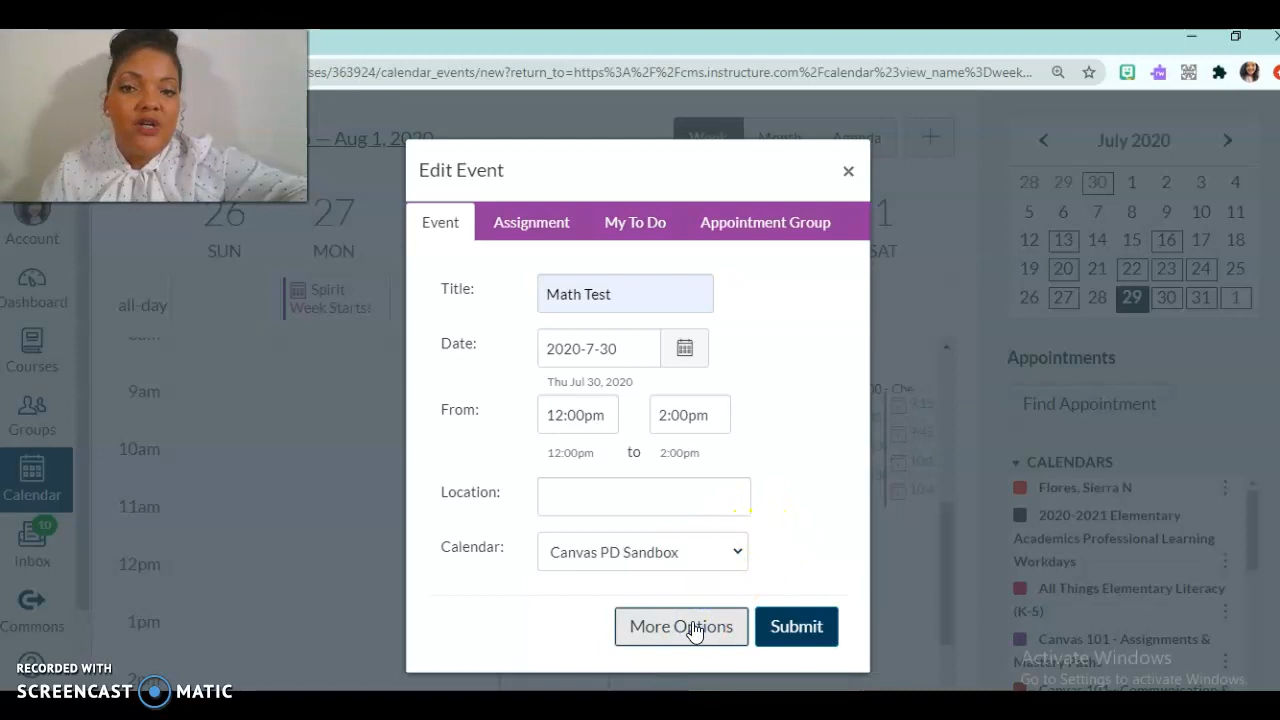 ses/363924/calendar_events/new?return_to=https%3A%2F%2Fcms.instructure.com%2Fcalendar%23view_name%3Dweek...
— Aug 1, 2020
Week Month Agenda
July 2020
26 27 1
SUN MON SAT
28 29 30 1 2 3 4
5 6 7 8 9 10 11
12 13 14 15 16 17 18
19 20 21 22 23 24 25
26 27 28 29 30 31 1
Account
Dashboard
Courses
Groups
Calendar
10
Inbox
Commons
all-day
Spirit
Week Starts!
9am
10am
11am
12pm
1pm
Edit Event
×
Event Assignment My To Do Appointment Group
Title: Math Test
Date: 2020-7-30
Thu Jul 30, 2020
From: 12:00pm 2:00pm
12:00pm to 2:00pm
Location:
Calendar: Canvas PD Sandbox
More Options Submit
Appointments
Find Appointment
CALENDARS
Flores, Sierra N
2020-2021 Elementary
Academics Professional Learning
Workdays
All Things Elementary Literacy
(K-5)
Canvas 101 - Assignments &
Activate Windows
Go to Settings to activate Windows.
RECORDED WITH
SCREENCAST MATIC